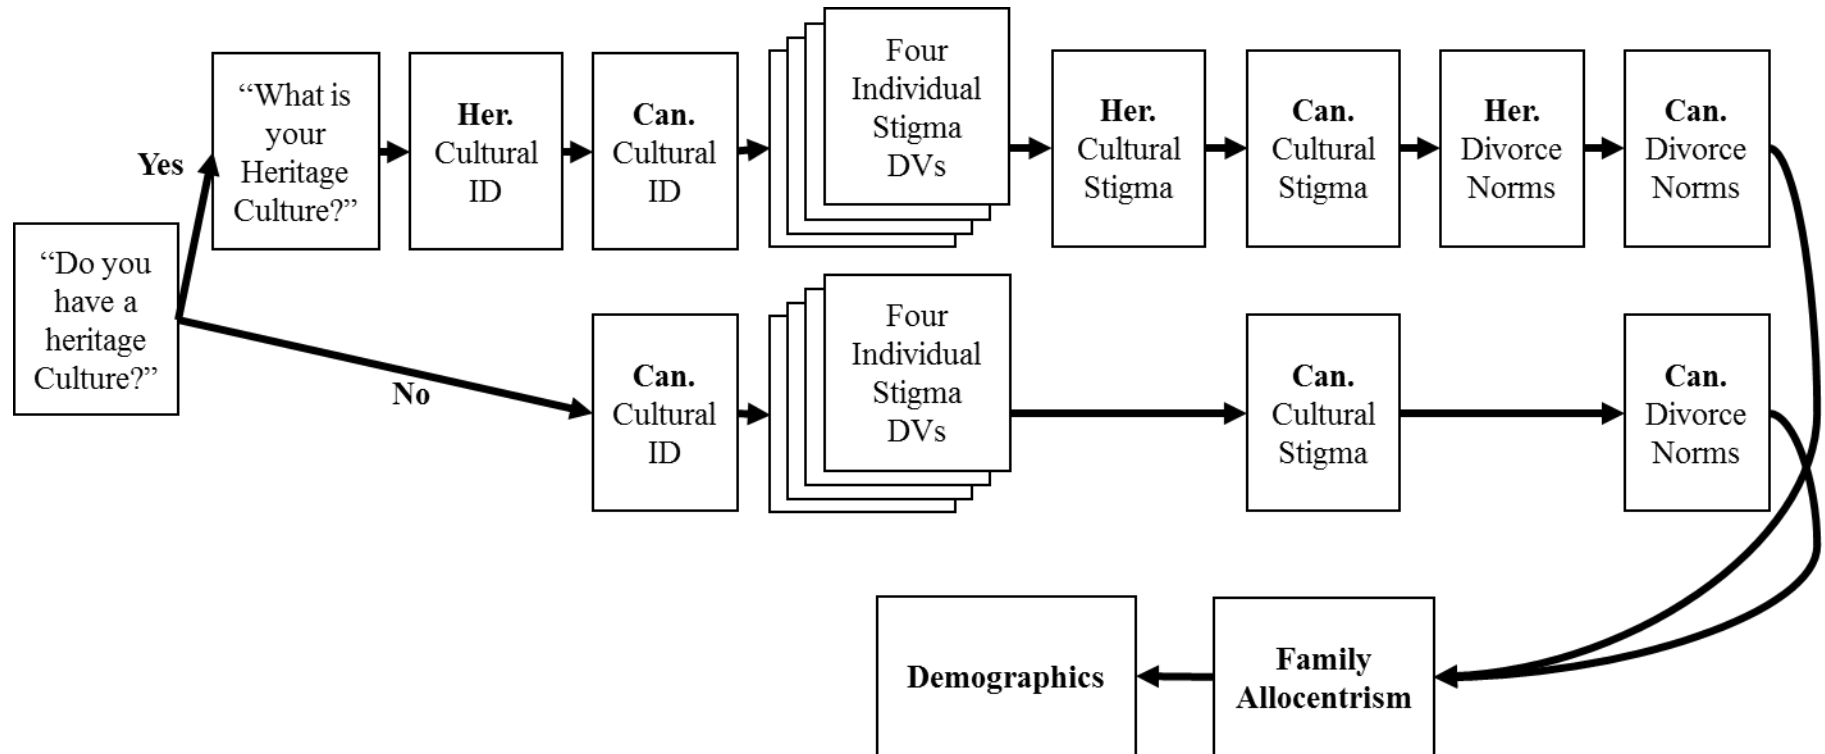 “Do you
have a
heritage
Culture?”
Yes
“What is
your
Heritage
Culture?”
Her.
Cultural
ID
Can.
Cultural
ID
Four
Individual
Stigma
DVs
Her.
Cultural
Stigma
Can.
Cultural
Stigma
Her.
Divorce
Norms
Can.
Divorce
Norms
No
Can.
Cultural
ID
Four
Individual
Stigma
DVs
Can.
Cultural
Stigma
Can.
Divorce
Norms
Family
Allocentrism
Demographics